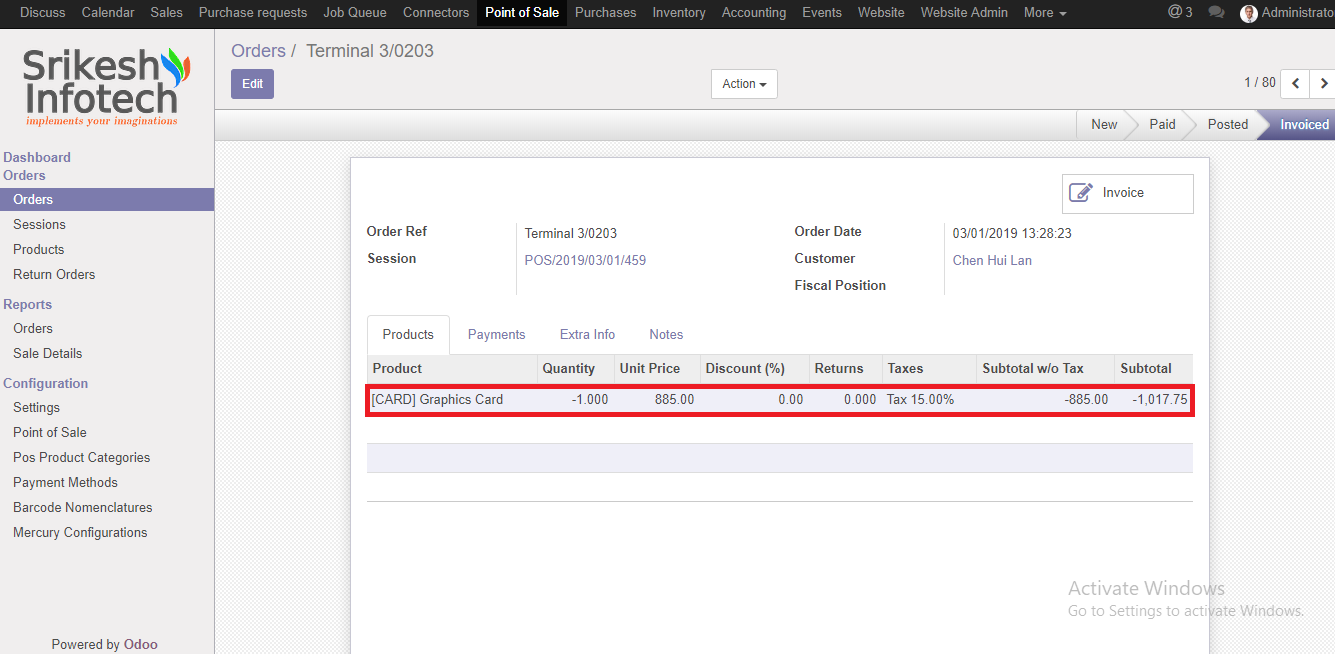 Discuss Calendar Sales Purchase requests Job Queue Connectors Point of Sale Purchases Inventory Accounting Events Website Website Admin More @ 3 Administrato
Srikesh
Infotech
implements your imaginations
Orders / Terminal 3/0203
Edit
Action
1 / 80
New Paid Posted Invoiced
Dashboard
Orders
Orders
Sessions
Products
Return Orders
Reports
Orders
Sale Details
Configuration
Settings
Point of Sale
Pos Product Categories
Payment Methods
Barcode Nomenclatures
Mercury Configurations
Powered by Odoo
Invoice
Order Ref Terminal 3/0203 Order Date 03/01/2019 13:28:23
Session POS/2019/03/01/459 Customer Chen Hui Lan
Fiscal Position
Products Payments Extra Info Notes
Product Quantity Unit Price Discount (%) Returns Taxes Subtotal w/o Tax Subtotal
[CARD] Graphics Card -1.000 885.00 0.00 0.000 Tax 15.00% -885.00 -1,017.75
Activate Windows
Go to Settings to activate Windows.